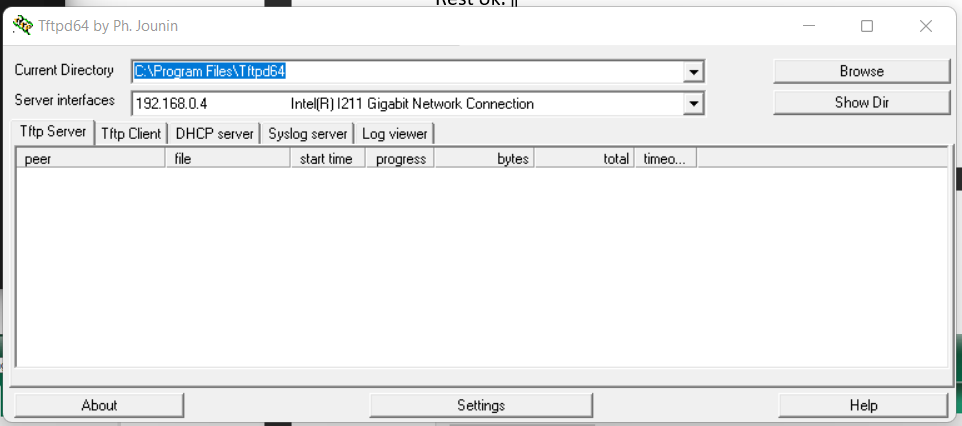 Rest ok.¶
Tftpd64 by Ph. Jounin
Current Directory C:\Program Files\Tftpd64 Browse
Server interfaces 192.168.0.4 Intel(R) I211 Gigabit Network Connection Show Dir
Tftp Server Tftp Client DHCP server Syslog server Log viewer
peer file start time progress bytes total timeo...
About Settings Help